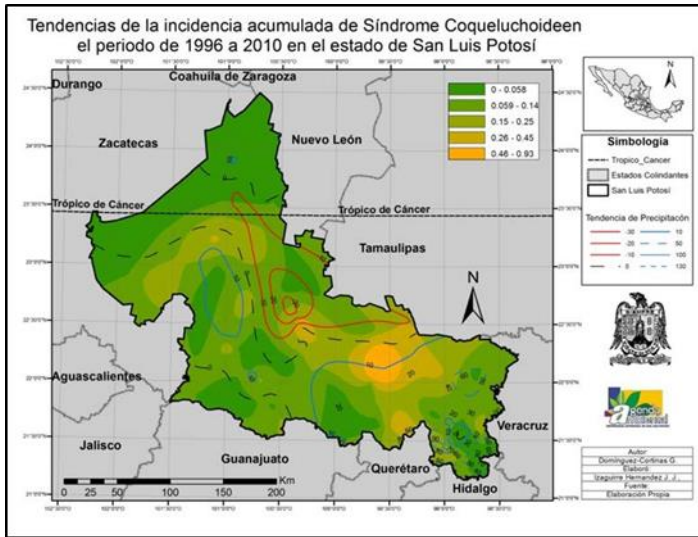 Tendencias de la incidencia acumulada de Síndrome Coqueluchoideen
el periodo de 1996 a 2010 en el estado de San Luis Potosí
Durango
Coahuila de Zaragoza
Zacatecas
Nuevo León
0 - 0.058
0.059 - 0.14
0.15 - 0.25
0.26 - 0.45
0.46 - 0.93
Trópico de Cáncer
Trópico de Cáncer
Tamaulipas
N
Aguascalientes
Jalisco
Guanajuato
Querétaro
Hidalgo
Veracruz
0 25 50 100 150 200
Km
N
Simbología
Tropico_Cancer
Estados Colindantes
San Luis Potosí
Tendencia de Precipitación
-30 10
-20 50
-10 100
0 130
Autor:
Domínguez-Cortinas G.
Elaboró:
Izaguirre Hernandez J. J.,
Fuente:
Elaboración Propia